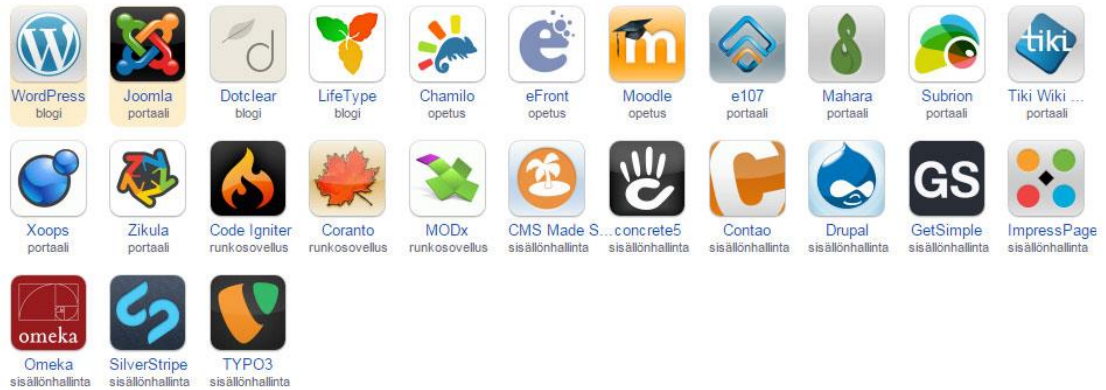 WordPress Joomla Dotclear LifeType Chamilo eFront Moodle e107 Mahara Subrion Tiki Wiki ...
blogi portaali blogi blogi opetus opetus opetus portaali portaali portaali portaali
Xoops Zikula Code Igniter Coranto MODx CMS Made S... concrete5 Contao Drupal GetSimple ImpressPage
portaali portaali runkosovellus runkosovellus runkosovellus sisällönhallinta sisällönhallinta sisällönhallinta sisällönhallinta sisällönhallinta sisällönhallinta
Omeka SilverStripe TYPO3
sisällönhallinta sisällönhallinta sisällönhallinta
W d e m tiki
C GS
omeka